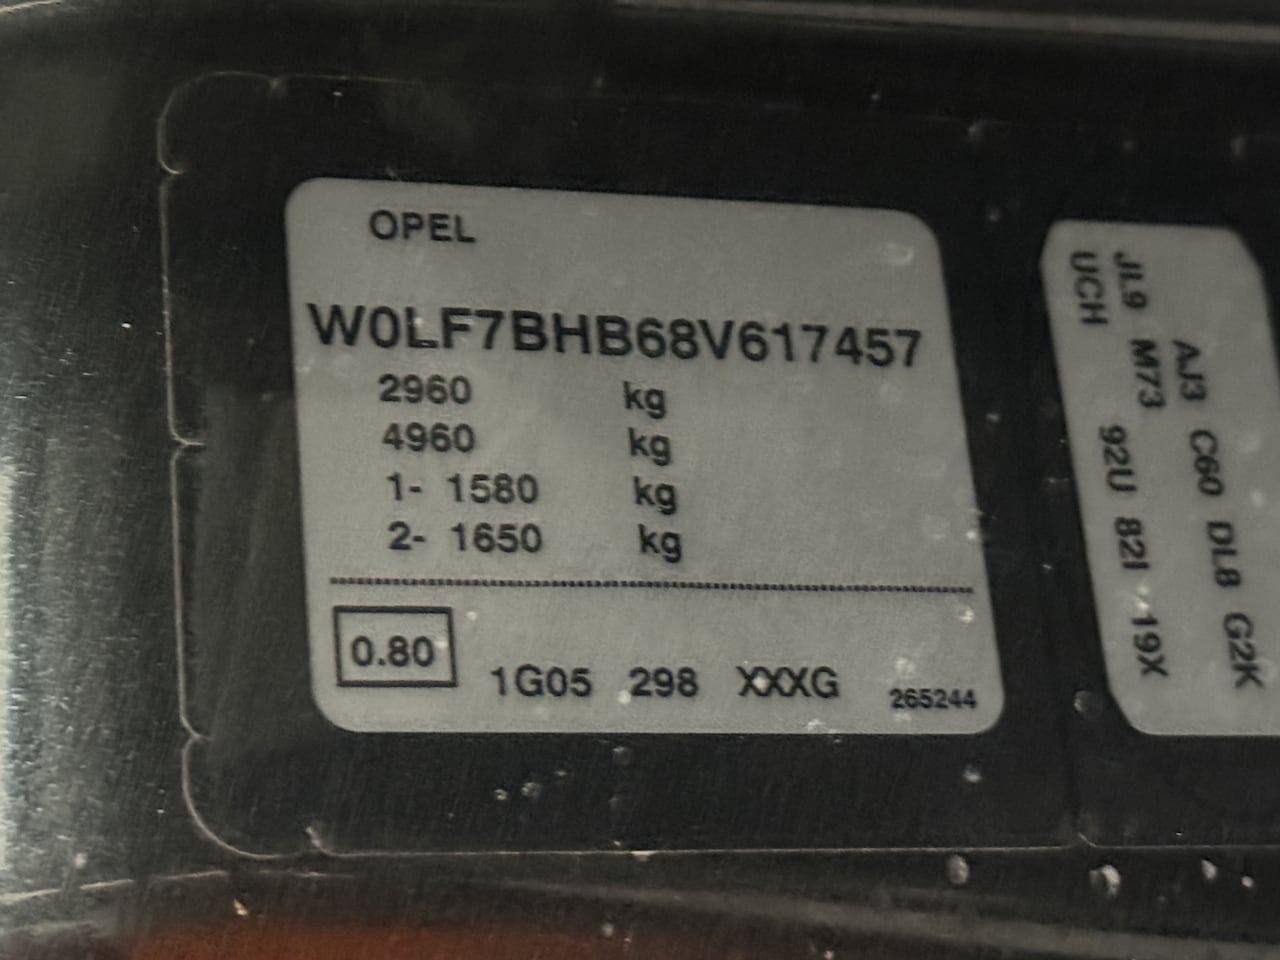 OPEL
W0LF7BHB68V617457
2960 kg
4960 kg
1- 1580 kg
2- 1650 kg
0.80 1G05 298 XXXG 265244
AJ3 C60 DL8 G2K
JL9 M73 92U 82I 19X
UCH